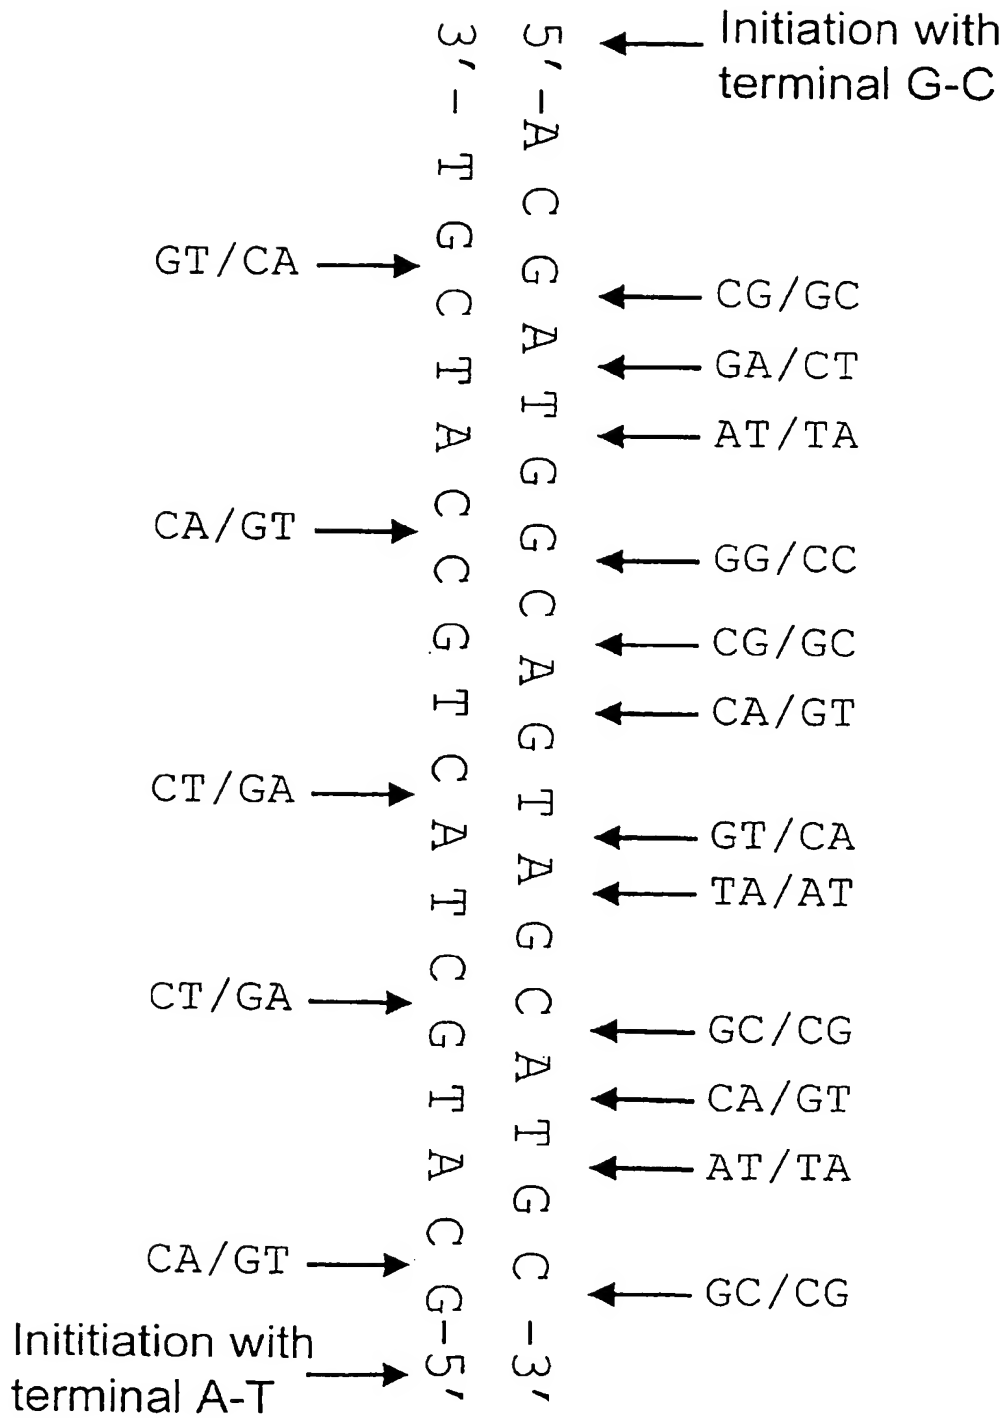 Initiation with
terminal G-C
5'-ACGATGGCAGTAGCATGC-3'
3'-TGCTACCGTCATCGTACG-5'
GT/CA
CG/GC
GA/CT
AT/TA
CA/GT
GG/CC
CG/GC
CA/GT
CT/GA
GT/CA
TA/AT
CT/GA
GC/CG
CA/GT
AT/TA
CA/GT
GC/CG
Inititiation with
terminal A-T